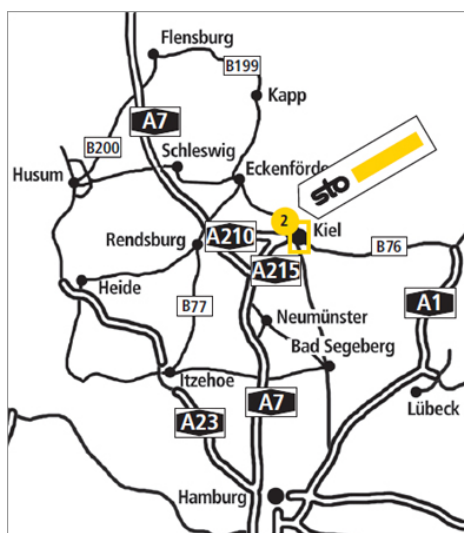 Flensburg
B199
Kapp
A7
B200
Schleswig
Husum
Eckenförde
sto
2
Kiel
A210
Rendsburg
B76
A215
Heide
A1
B77
Neumünster
Bad Segeberg
Itzehoe
A7
Lübeck
A23
Hamburg